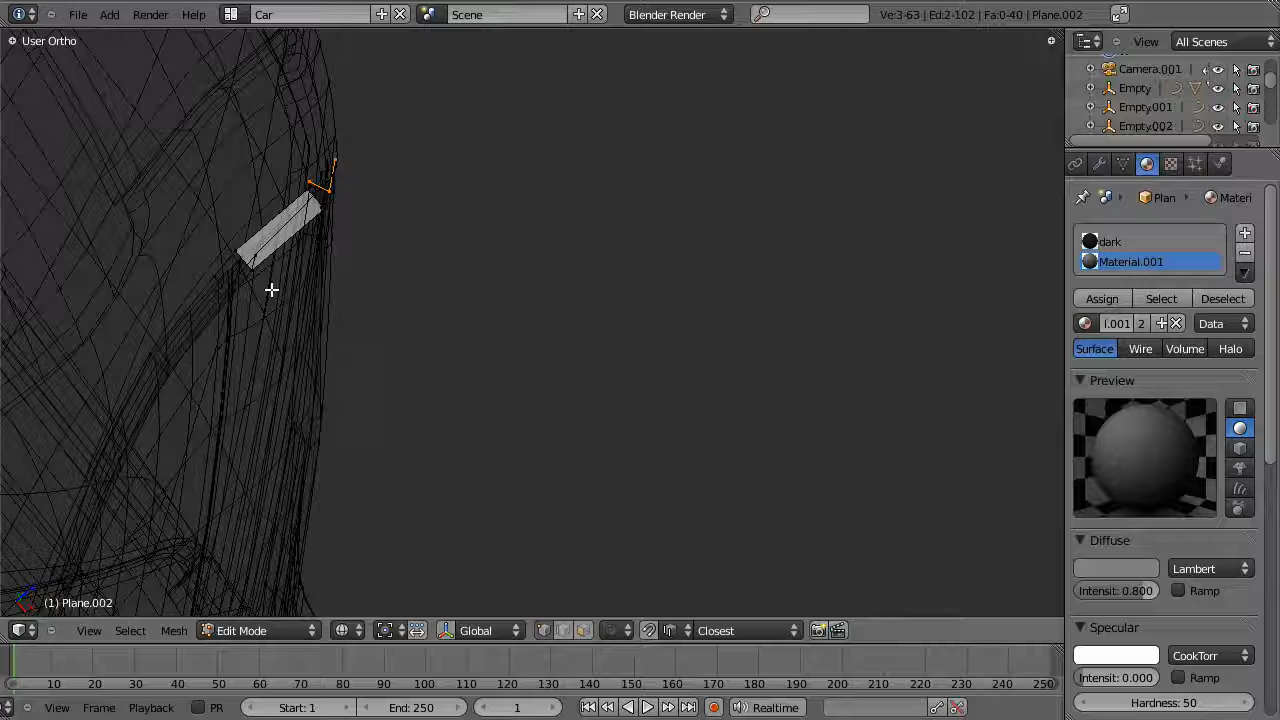 File Add Render Help Car Scene Blender Render Ve:3-63 | Ed:2-102 | Fa:0-40 | Plane.002
User Ortho
View All Scenes
Camera.001
Empty
Empty.001
Empty.002
Plan Materi
dark
Material.001
Assign Select Deselect
l.001 2 Data
Surface Wire Volume Halo
Preview
Diffuse
Lambert
Intensit: 0.800 Ramp
Specular
CookTorr
Intensit: 0.000 Ramp
Hardness: 50
(1) Plane.002
View Select Mesh Edit Mode Global Closest
10 20 30 40 50 60 70 80 90 100 110 120 130 140 150 160 170 180 190 200 210 220 230 240 250
View Frame Playback PR Start: 1 End: 250 1 Realtime